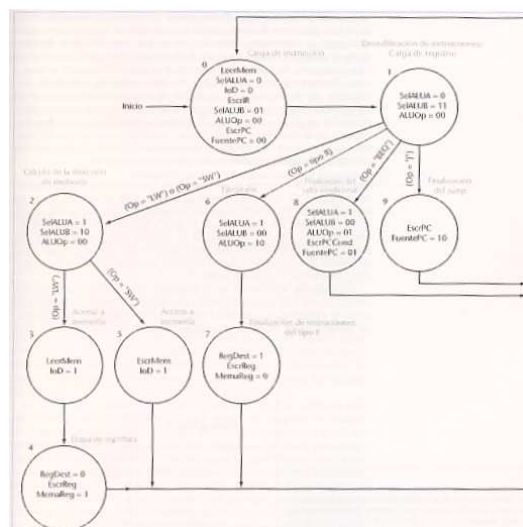 Decodificación de instrucciones/
Carga de registro
Carga de instrucción
0
LeerMem
SelALUA = 0
IoD = 0
EscrIR
SelALUB = 01
ALUOp = 00
EscrPC
FuentePC = 00
Inicio
1
SelALUA = 0
SelALUB = 11
ALUOp = 00
(Op = "LW") o (Op = "SW")
(Op = tipo R)
(Op = "J")
Cálculo de la dirección
de memoria
2
SelALUA = 1
SelALUB = 10
ALUOp = 00
Ejecución
6
SelALUA = 1
SelALUB = 00
ALUOp = 10
Finalización del
salto condicional
8
SelALUA = 1
SelALUB = 00
ALUOp = 01
EscrPCCond
FuentePC = 01
Finalización
del jump
9
EscrPC
FuentePC = 10
(Op = "LW")
(Op = "SW")
Acceso a
memoria
3
LeerMem
IoD = 1
Acceso a
memoria
5
EscrMem
IoD = 1
Finalización de instrucciones
del tipo R
7
RegDest = 1
EscrReg
MemaReg = 0
Etapa de escritura
4
RegDest = 0
EscrReg
MemaReg = 1